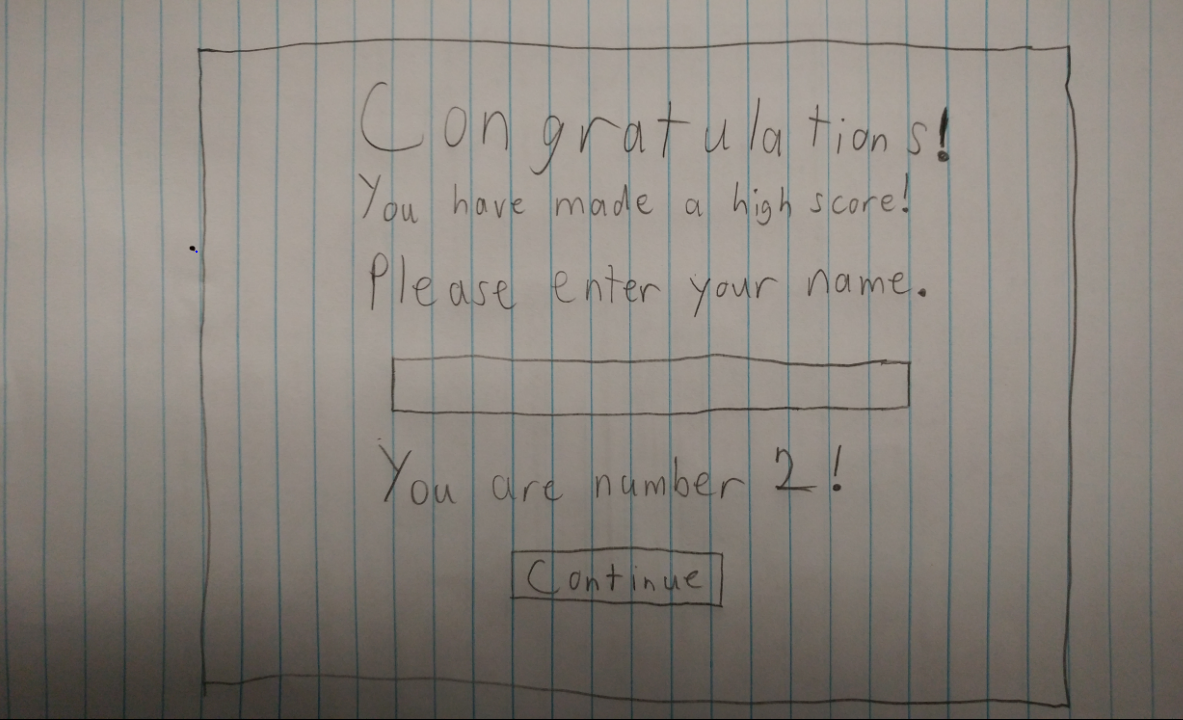 Congratulations!
You have made a high score!
Please enter your name.
You are number 2!
Continue